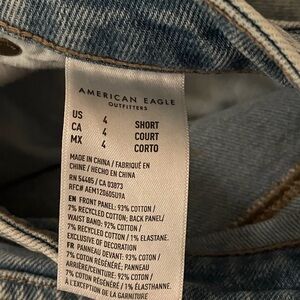 AMERICAN EAGLE
OUTFITTERS
US 4 SHORT
CA 4 COURT
MX 4 CORTO
MADE IN CHINA / FABRIQUÉ EN
CHINE / HECHO EN CHINA
RN 54485 / CA 03873
RFC# AEM120605U9A
EN FRONT PANEL: 93% COTTON /
7% RECYCLED COTTON; BACK PANEL/
WAIST BAND: 92% COTTON /
7% RECYCLED COTTON / 1% ELASTANE.
EXCLUSIVE OF DECORATION
FR PANNEAU DEVANT: 93% COTON /
7% COTON RÉGÉNÉRÉ; PANNEAU
ARRIÈRE/CEINTURE: 92% COTON /
7% COTON RÉGÉNÉRÉ / 1% ÉLASTHANNE.
À L'EXCEPTION DE LA GARNITURE